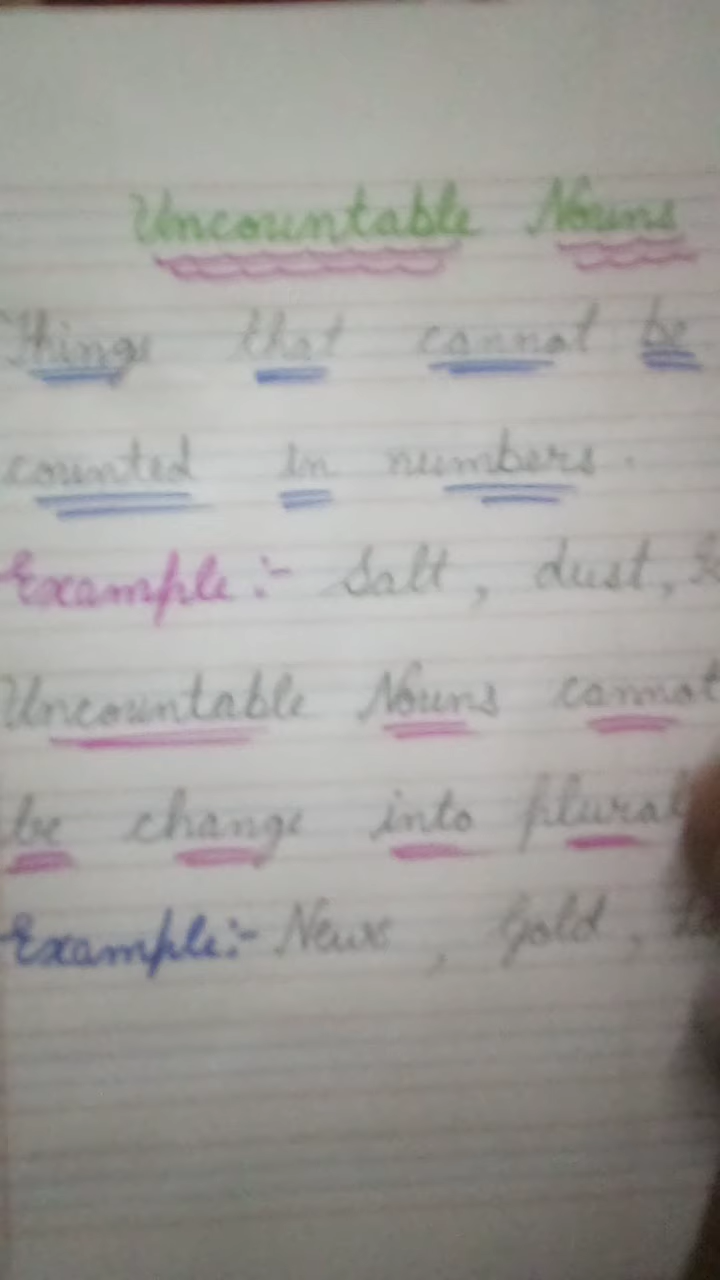 Uncountable Nouns
Things that cannot be
counted in numbers.
Example:- Salt, dust,
Uncountable Nouns cannot
be change into plural
Example:- News, Gold,